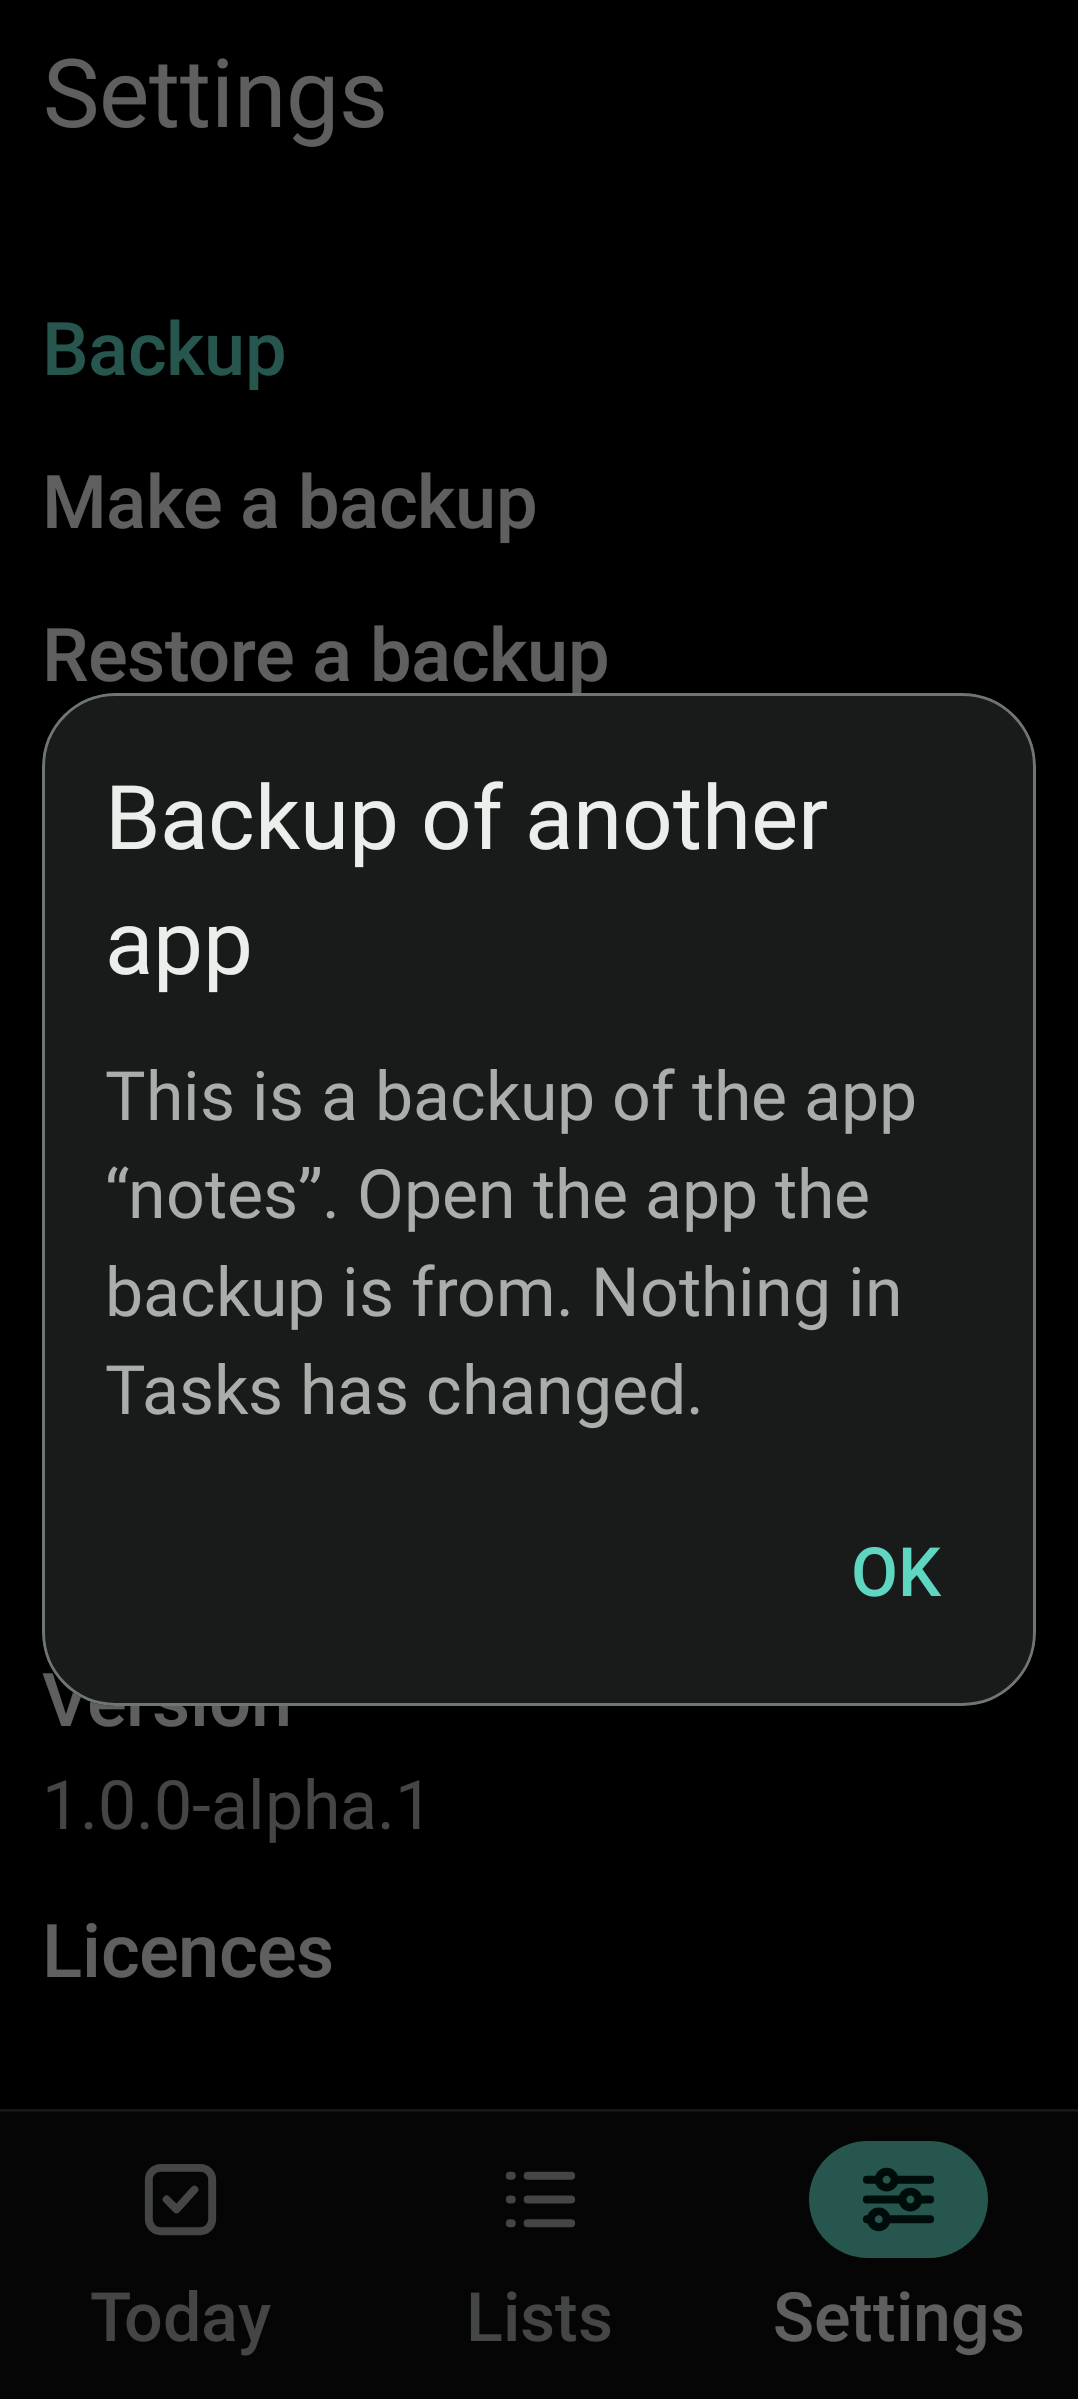 Settings
Backup
Make a backup
Restore a backup
Backup of another
app
This is a backup of the app
“notes”. Open the app the
backup is from. Nothing in
Tasks has changed.
OK
Version
1.0.0-alpha.1
Licences
Today
Lists
Settings